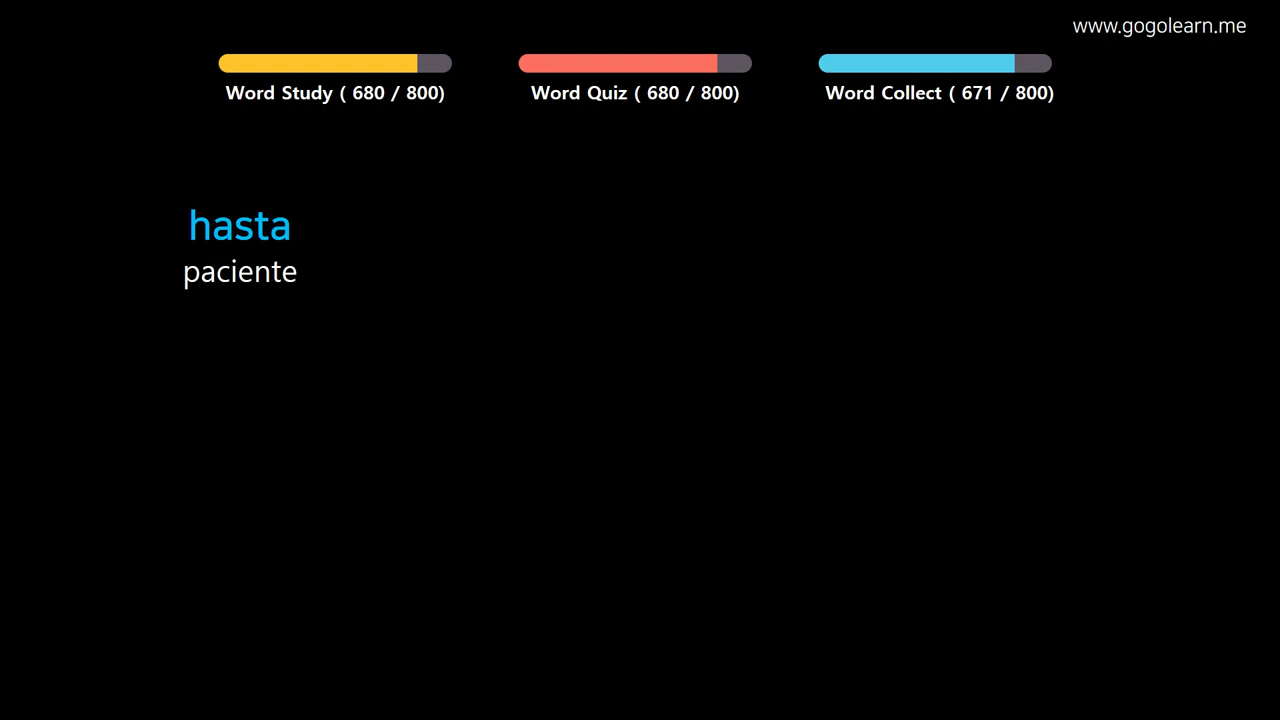 www.gogolearn.me
Word Study ( 680 / 800)
Word Quiz ( 680 / 800)
Word Collect ( 671 / 800)
hasta
paciente